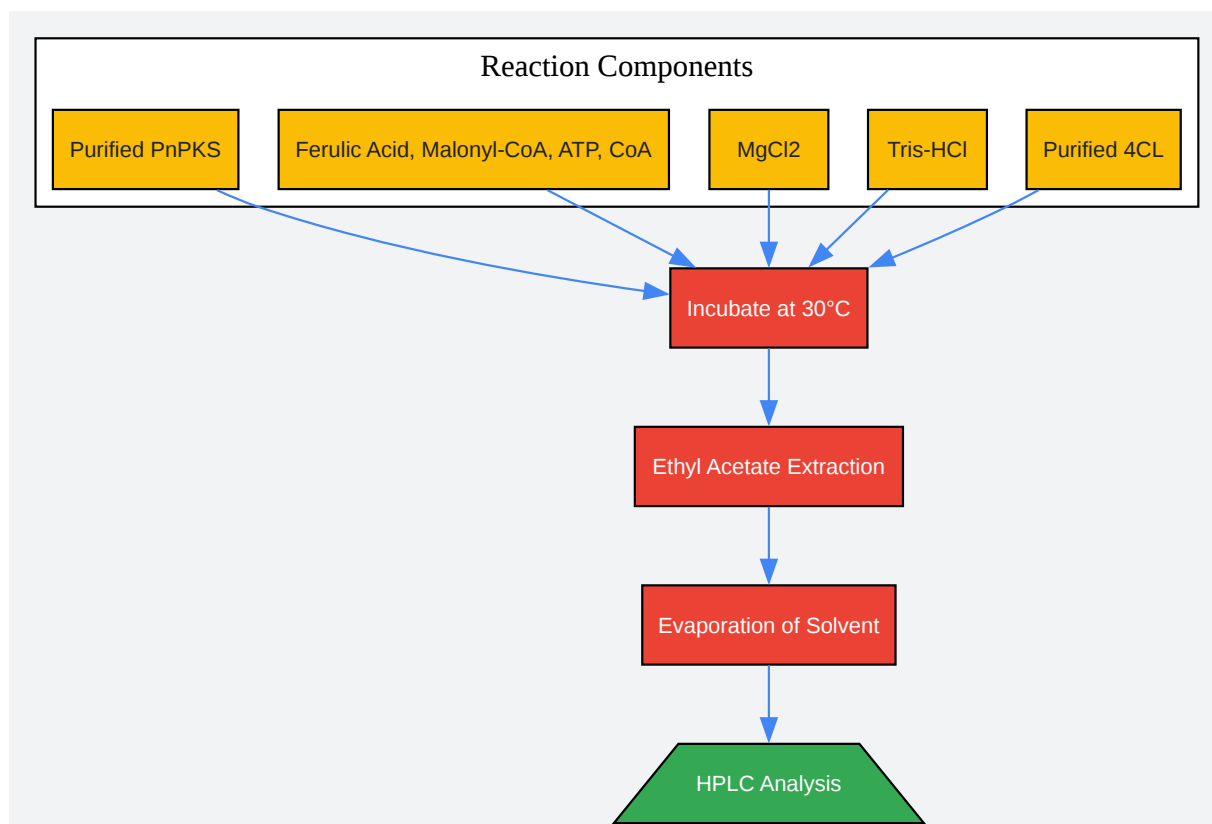 Reaction Components
Purified PnPKS
Ferulic Acid, Malonyl-CoA, ATP, CoA
MgCl2
Tris-HCl
Purified 4CL
Incubate at 30°C
Ethyl Acetate Extraction
Evaporation of Solvent
HPLC Analysis